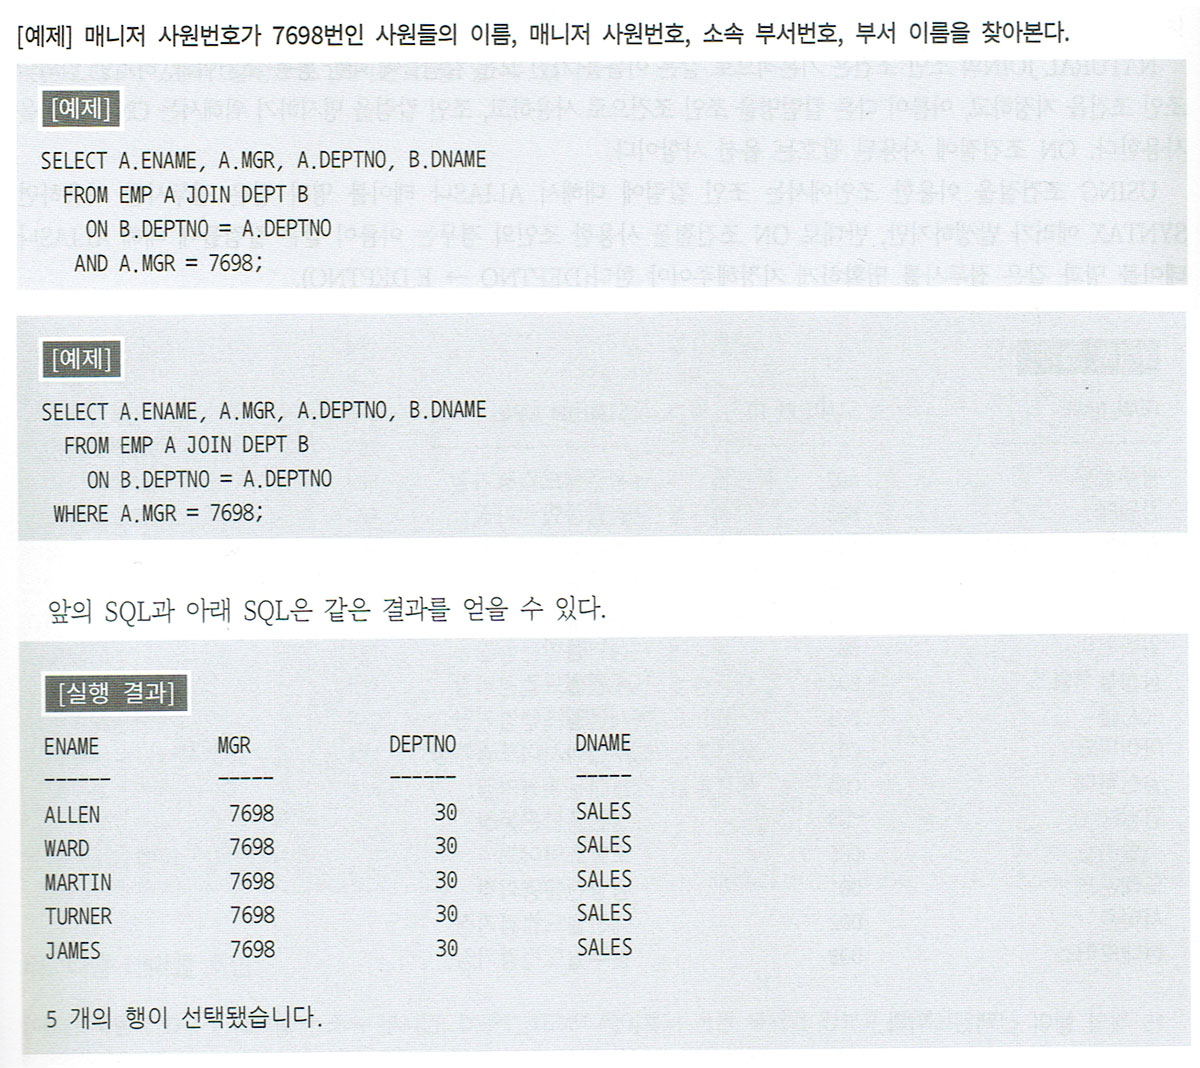 [예제] 매니저 사원번호가 7698번인 사원들의 이름, 매니저 사원번호, 소속 부서번호, 부서 이름을 찾아본다.
[예제]
SELECT A.ENAME, A.MGR, A.DEPTNO, B.DNAME
FROM EMP A JOIN DEPT B
ON B.DEPTNO = A.DEPTNO
AND A.MGR = 7698;
[예제]
SELECT A.ENAME, A.MGR, A.DEPTNO, B.DNAME
FROM EMP A JOIN DEPT B
ON B.DEPTNO = A.DEPTNO
WHERE A.MGR = 7698;
앞의 SQL과 아래 SQL은 같은 결과를 얻을 수 있다.
[실행 결과]
ENAME MGR DEPTNO DNAME
------ ----- ------ -----
ALLEN 7698 30 SALES
WARD 7698 30 SALES
MARTIN 7698 30 SALES
TURNER 7698 30 SALES
JAMES 7698 30 SALES
5 개의 행이 선택됐습니다.